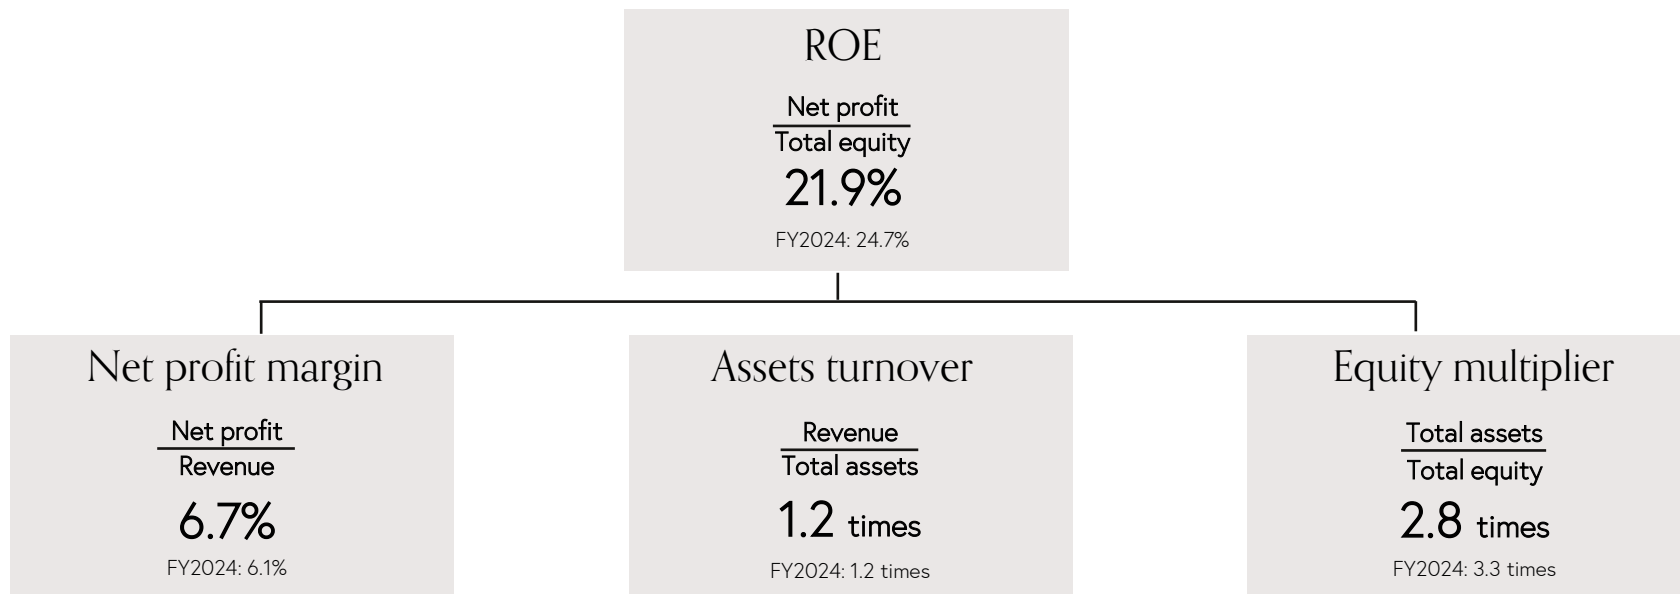 ROE
Net profit
Total equity
21.9%
FY2024: 24.7%
Net profit margin
Net profit
Revenue
6.7%
FY2024: 6.1%
Assets turnover
Revenue
Total assets
1.2 times
FY2024: 1.2 times
Equity multiplier
Total assets
Total equity
2.8 times
FY2024: 3.3 times